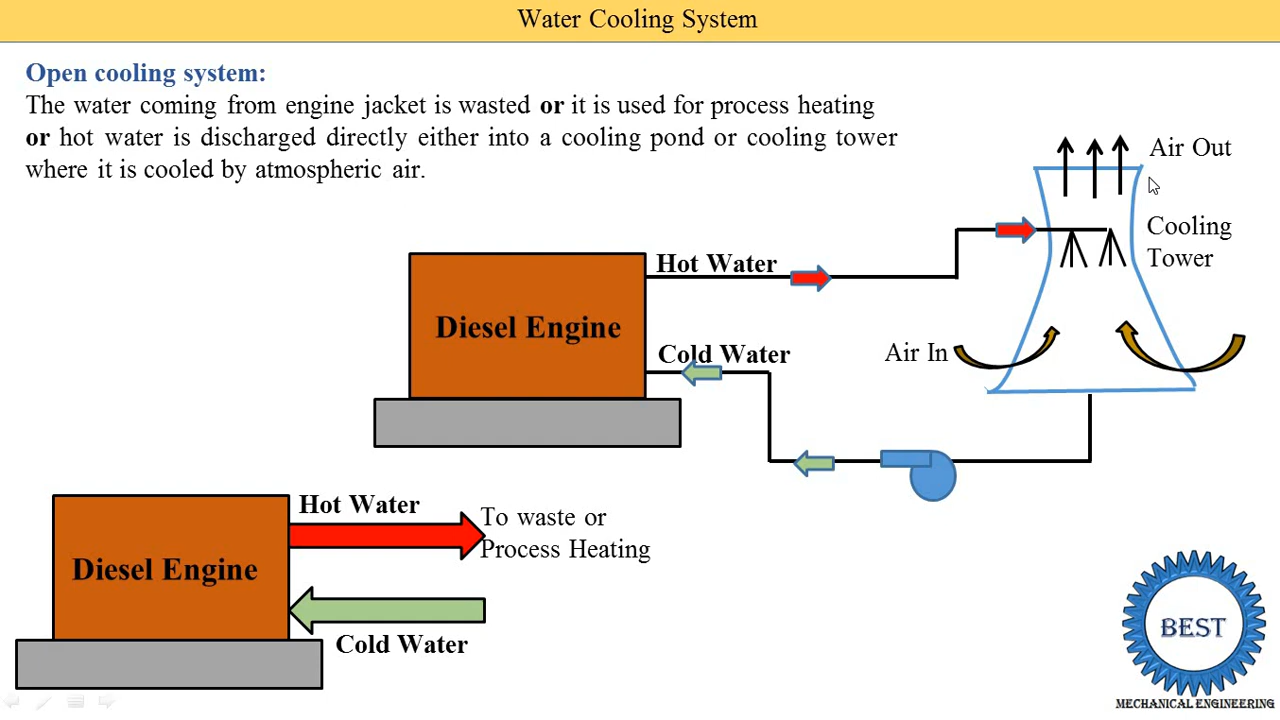 Water Cooling System
Open cooling system:
The water coming from engine jacket is wasted or it is used for process heating
or hot water is discharged directly either into a cooling pond or cooling tower
where it is cooled by atmospheric air.
Air Out
Cooling
Tower
Hot Water
Diesel Engine
Cold Water
Air In
Hot Water
To waste or
Process Heating
Diesel Engine
Cold Water
BEST
MECHANICAL ENGINEERING